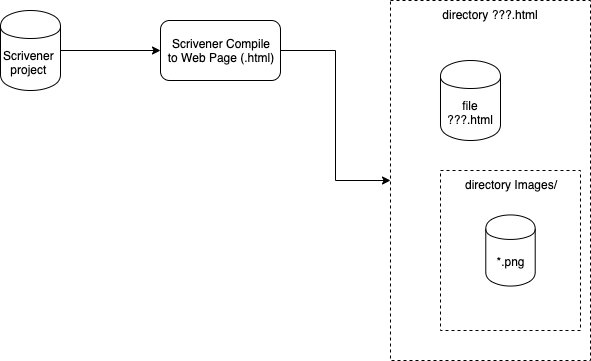 Scrivener
project
Scrivener Compile
to Web Page (.html)
directory ???.html
file
???.html
directory Images/
*.png